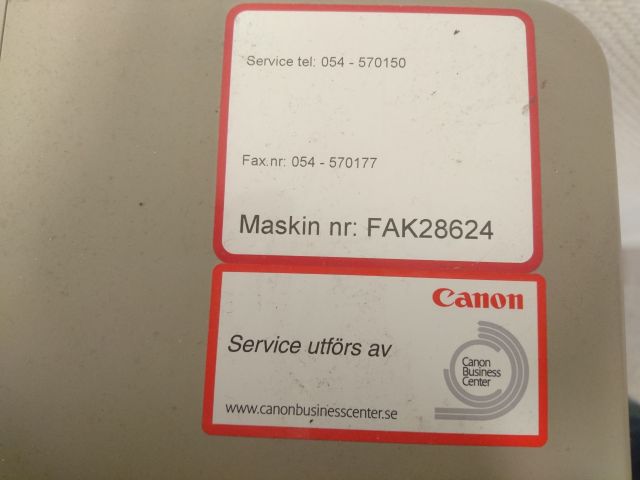 Service tel: 054 - 570150
Fax.nr: 054 - 570177
Maskin nr: FAK28624
Canon
Service utförs av
Canon
Business
Center
www.canonbusinesscenter.se